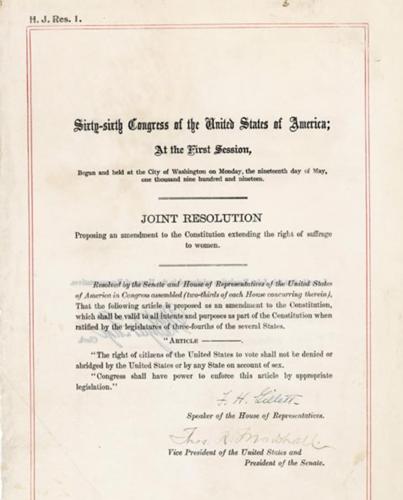 H. J. Res. 1.
Sixty-sixth Congress of the United States of America;
At the First Session,
Begun and held at the City of Washington on Monday, the nineteenth day of May,
one thousand nine hundred and nineteen.
JOINT RESOLUTION
Proposing an amendment to the Constitution extending the right of suffrage
to women.
Resolved by the Senate and House of Representatives of the United States
of America in Congress assembled (two-thirds of each House concurring therein),
That the following article is proposed as an amendment to the Constitution,
which shall be valid to all intents and purposes as part of the Constitution when
ratified by the legislatures of three-fourths of the several States.
"ARTICLE ———.
"The right of citizens of the United States to vote shall not be denied or
abridged by the United States or by any State on account of sex.
"Congress shall have power to enforce this article by appropriate
legislation."
F. H. Gillett
Speaker of the House of Representatives.
Thos. R. Marshall
Vice President of the United States and
President of the Senate.